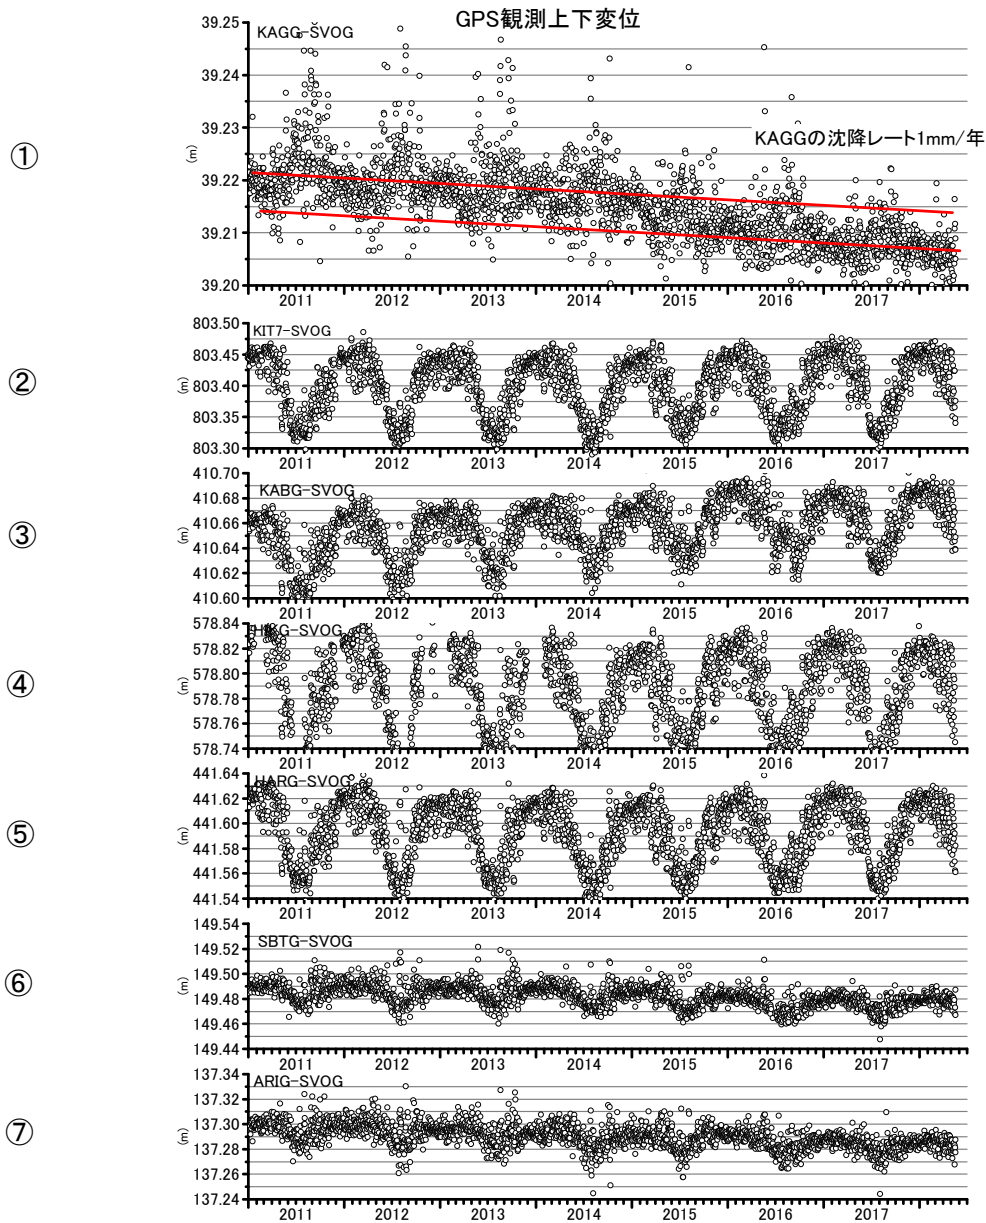 GPS観測上下変位
①
KAGG-SVOG
KAGGの沈降レート1mm/年
(m)
39.25
39.24
39.23
39.22
39.21
39.20
2011 2012 2013 2014 2015 2016 2017
②
KIT7-SVOG
(m)
803.50
803.45
803.40
803.35
803.30
2011 2012 2013 2014 2015 2016 2017
③
KABG-SVOG
(m)
410.70
410.68
410.66
410.64
410.62
410.60
2011 2012 2013 2014 2015 2016 2017
④
-SVOG
(m)
578.84
578.82
578.80
578.78
578.76
578.74
2011 2012 2013 2014 2015 2016 2017
⑤
HARG-SVOG
(m)
441.64
441.62
441.60
441.58
441.56
441.54
2011 2012 2013 2014 2015 2016 2017
⑥
SBTG-SVOG
(m)
149.54
149.52
149.50
149.48
149.46
149.44
2011 2012 2013 2014 2015 2016 2017
⑦
ARIG-SVOG
(m)
137.34
137.32
137.30
137.28
137.26
137.24
2011 2012 2013 2014 2015 2016 2017